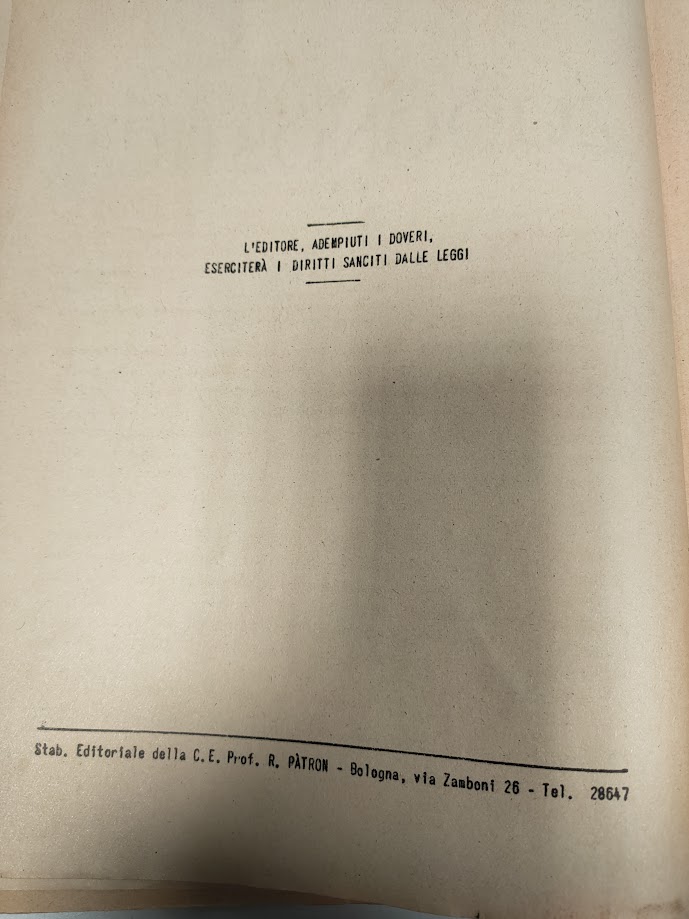 L'EDITORE, ADEMPIUTI I DOVERI,
ESERCITERÀ I DIRITTI SANCITI DALLE LEGGI
Stab. Editoriale della C.E. Prof. R. PÀTRON - Bologna, via Zamboni 26 - Tel. 28647